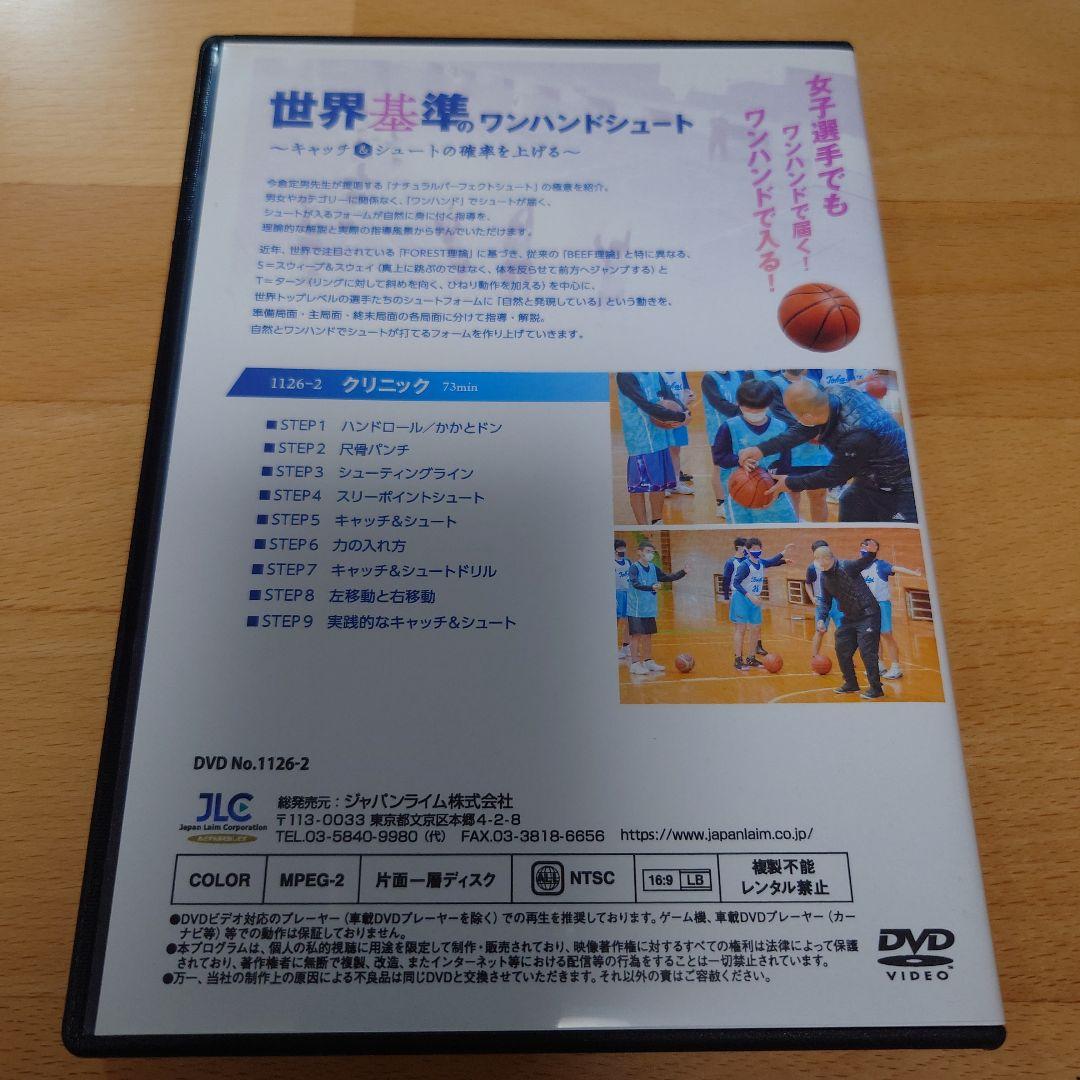 世界基準のワンハンドシュート
～キャッチ&シュートの確率を上げる～
女子選手でも
ワンハンドで届く!
ワンハンドで入る!
今倉定男先生が提唱する「ナチュラルパーフェクトシュート」の極意を紹介。
男女やカテゴリーに関係なく、「ワンハンド」でシュートが届く、
シュートが入るフォームが自然に身に付く指導を、
理論的な解説と実際の指導風景から学んでいただけます。
近年、世界で注目されている「FOREST理論」に基づき、従来の「BEEF理論」と特に異なる、
S=スウィープ&スウェイ(真上に跳ぶのではなく、体を反らせて前方へジャンプする)と
T=ターン(リングに対して斜めを向く、ひねり動作を加える)を中心に、
世界トップレベルの選手たちのシュートフォームに「自然と発現している」という動きを、
準備局面・主局面・終末局面の各局面に分けて指導・解説。
自然とワンハンドでシュートが打てるフォームを作り上げていきます。
1126-2 クリニック 73min
■STEP1 ハンドロール/かかとドン
■STEP2 尺骨パンチ
■STEP3 シューティングライン
■STEP4 スリーポイントシュート
■STEP5 キャッチ&シュート
■STEP6 力の入れ方
■STEP7 キャッチ&シュートドリル
■STEP8 左移動と右移動
■STEP9 実践的なキャッチ&シュート
DVD No.1126-2
JLC
Japan Laim Corporation
総発売元:ジャパンライム株式会社
〒113-0033 東京都文京区本郷4-2-8
TEL.03-5840-9980(代) FAX.03-3818-6656 https://www.japanlaim.co.jp/
COLOR MPEG-2 片面一層ディスク ALL NTSC 16:9 LB 複製不能
レンタル禁止
●DVDビデオ対応のプレーヤー(車載DVDプレーヤーを除く)での再生を推奨しております。ゲーム機、車載DVDプレーヤー(カー
ナビ等)等での動作は保証しておりません。
●本プログラムは、個人の私的視聴に用途を限定して制作・販売されており、映像著作権に対するすべての権利は法律によって保護
されており、著作権者に無断で複製、改造、またインターネット等における配信等の行為をすることは一切禁止されています。
●万一、当社の制作上の原因による不良品は同じDVDと交換させていただきます。それ以外の責はご容赦ください。
DVD
VIDEO